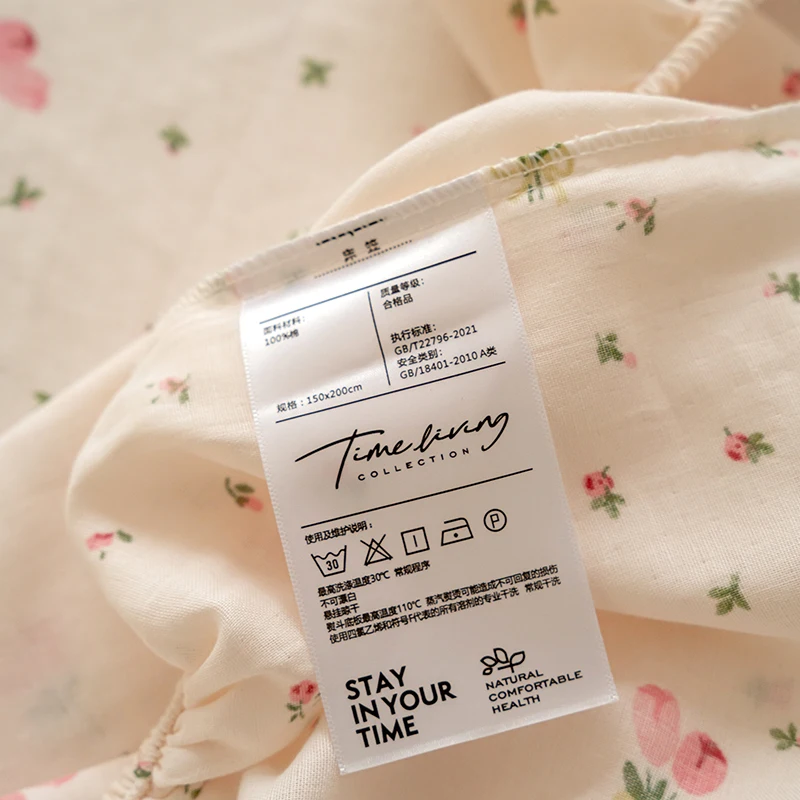 面料材料：
100%棉
规格：150x200cm
质量等级：
合格品
执行标准：
GB/T22796-2021
安全类别：
GB/18401-2010 A类
Time living
COLLECTION
使用及维护说明：
30
P
最高洗涤温度30℃ 常规程序
不可漂白
悬挂晾干
熨斗底板最高温度110℃ 蒸汽熨烫可能造成不可回复的损伤
使用四氯乙烯和符号F代表的所有溶剂的专业干洗 常规干洗
STAY
IN YOUR
TIME
NATURAL
COMFORTABLE
HEALTH